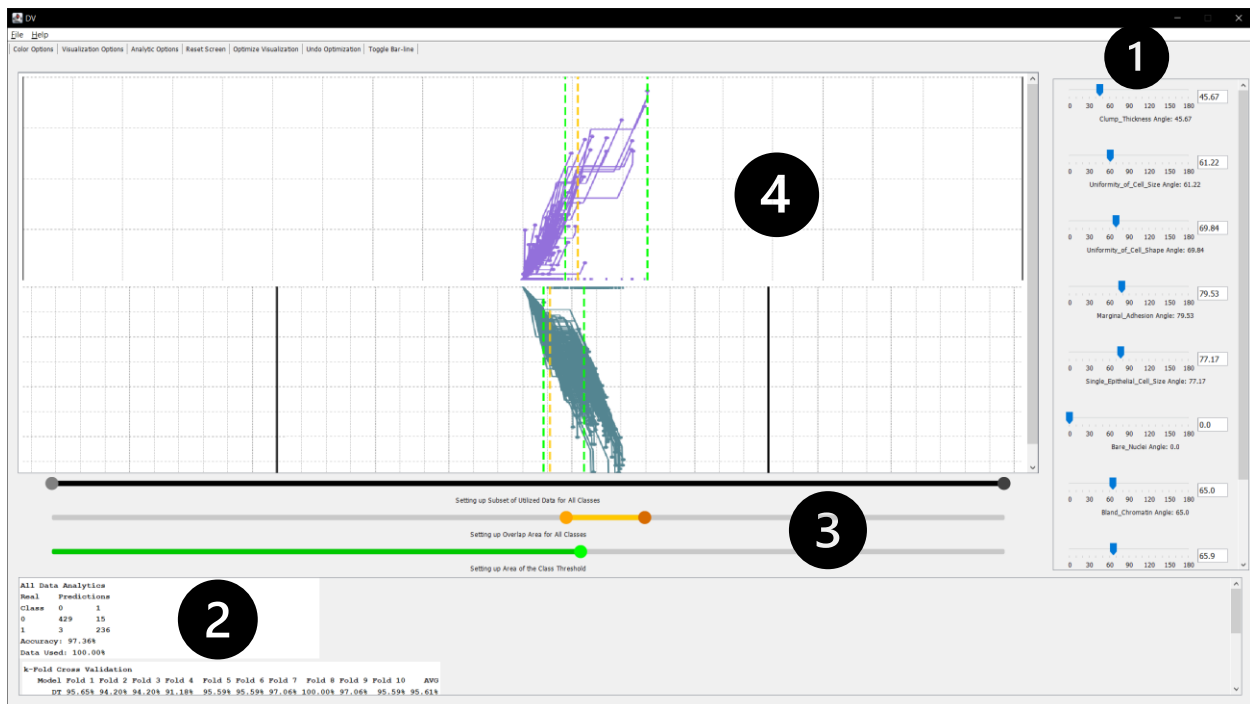 DV
File Help
Color Options Visualization Options Analytic Options Reset Screen Optimize Visualization Undo Optimization Toggle Bar-line
1
45.67
0 30 60 90 120 150 180
Clump_Thickness Angle: 45.67
61.22
0 30 60 90 120 150 180
Uniformity_of_Cell_Size Angle: 61.22
69.84
0 30 60 90 120 150 180
Uniformity_of_Cell_Shape Angle: 69.84
79.53
0 30 60 90 120 150 180
Marginal_Adhesion Angle: 79.53
77.17
0 30 60 90 120 150 180
Single_Epithelial_Cell_Size Angle: 77.17
0.0
0 30 60 90 120 150 180
Bare_Nuclei Angle: 0.0
65.0
0 30 60 90 120 150 180
Bland_Chromatin Angle: 65.0
65.9
0 30 60 90 120 150 180
4
Setting up Subset of Utilized Data for All Classes
3
Setting up Overlap Area for All Classes
Setting up Area of the Class Threshold
2
All Data Analytics
Real Predictions
Class 0 1
0 429 15
1 3 236
Accuracy: 97.36%
Data Used: 100.00%
k-Fold Cross Validation
Model Fold 1 Fold 2 Fold 3 Fold 4 Fold 5 Fold 6 Fold 7 Fold 8 Fold 9 Fold 10 AVG
DT 95.65% 94.20% 94.20% 91.18% 95.59% 95.59% 97.06% 100.00% 97.06% 95.59% 95.61%